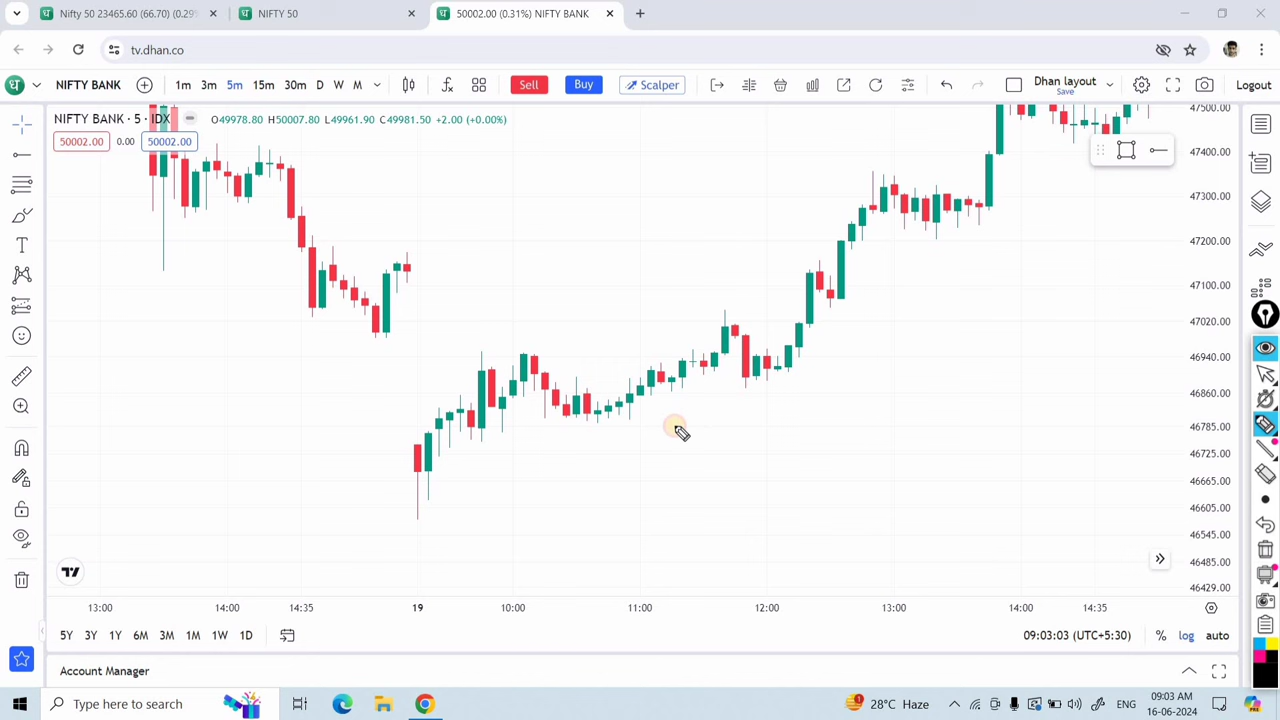 Nifty 50 23465.60 (66.70) (0.29%
NIFTY 50
50002.00 (0.31%) NIFTY BANK
tv.dhan.co
NIFTY BANK 1m 3m 5m 15m 30m D W M Sell Buy Scalper Dhan Layout Save Logout
NIFTY BANK · 5 · IDX O49978.80 H50007.80 L49961.90 C49981.50 +2.00 (+0.00%)
50002.00 0.00 50002.00
47500.00
47400.00
47300.00
47200.00
47100.00
47020.00
46940.00
46860.00
46785.00
46725.00
46665.00
46605.00
46545.00
46485.00
46429.00
13:00 14:00 14:35 19 10:00 11:00 12:00 13:00 14:00 14:35
5Y 3Y 1Y 6M 3M 1M 1W 1D 09:03:03 (UTC+5:30) % log auto
Account Manager
Type here to search 28°C Haze ENG 09:03 AM
16-06-2024